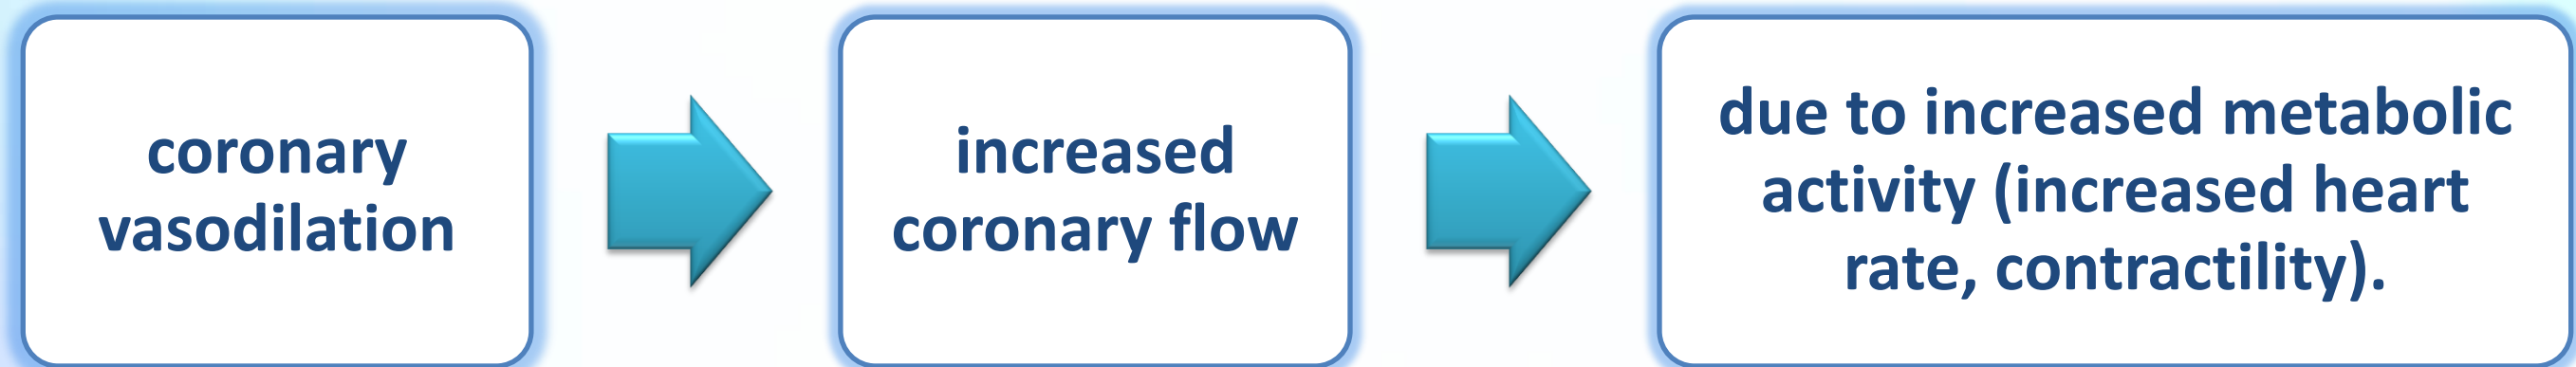 coronary
vasodilation
increased
coronary flow
due to increased metabolic
activity (increased heart
rate, contractility).